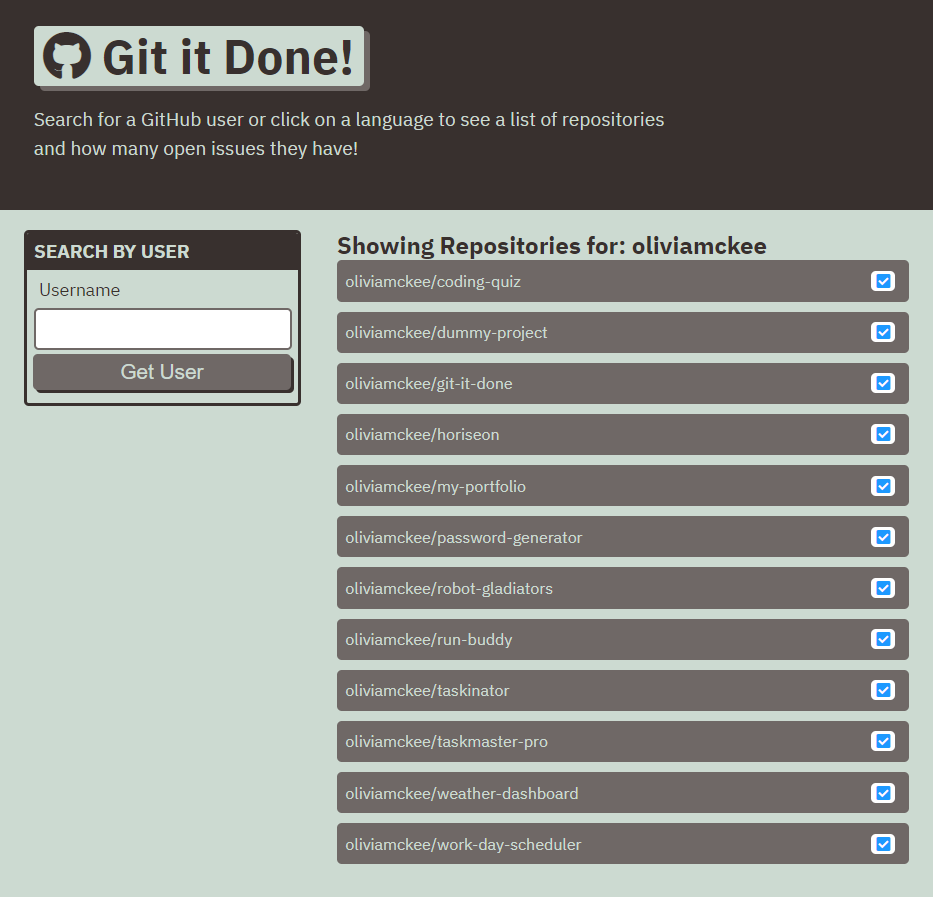 Git it Done!
Search for a GitHub user or click on a language to see a list of repositories
and how many open issues they have!
SEARCH BY USER
Username
Get User
Showing Repositories for: oliviamckee
oliviamckee/coding-quiz
oliviamckee/dummy-project
oliviamckee/git-it-done
oliviamckee/horiseon
oliviamckee/my-portfolio
oliviamckee/password-generator
oliviamckee/robot-gladiators
oliviamckee/run-buddy
oliviamckee/taskinator
oliviamckee/taskmaster-pro
oliviamckee/weather-dashboard
oliviamckee/work-day-scheduler